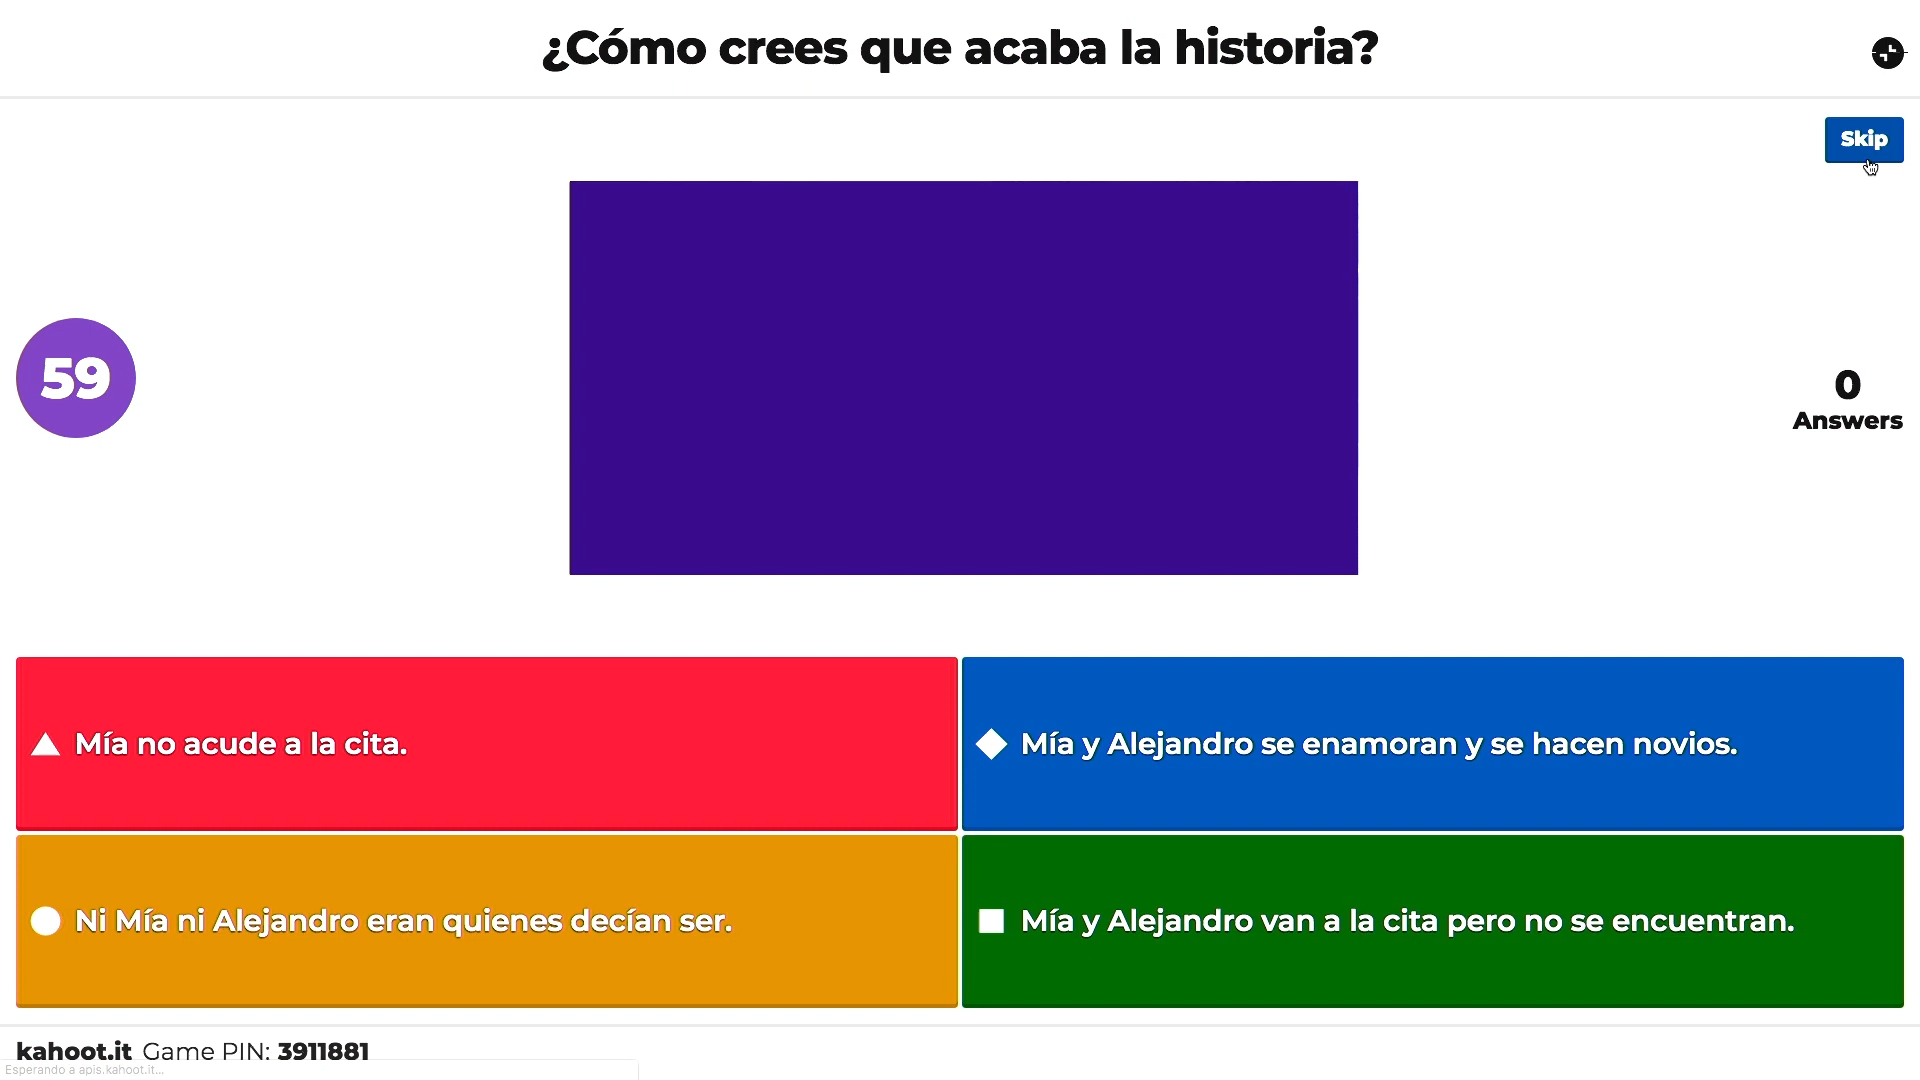 ¿Cómo crees que acaba la historia?
Skip
59
0
Answers
Mía no acude a la cita.
Mía y Alejandro se enamoran y se hacen novios.
Ni Mía ni Alejandro eran quienes decían ser.
Mía y Alejandro van a la cita pero no se encuentran.
kahoot.it Game PIN: 3911881
Esperando a apis.kahoot.it...